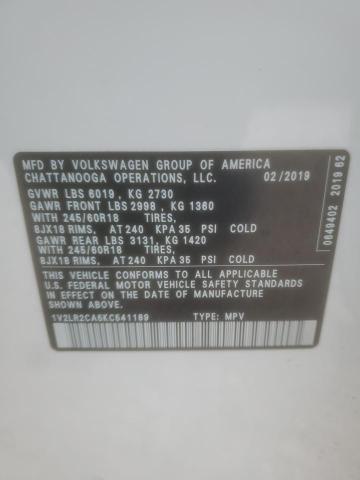 MFD BY VOLKSWAGEN GROUP OF AMERICA
CHATTANOOGA OPERATIONS, LLC. 02/2019
GVWR LBS 6019 , KG 2730
GAWR FRONT LBS 2998 , KG 1360
WITH 245/60R18 TIRES,
8JX18 RIMS, AT 240 KPA 35 PSI COLD
GAWR REAR LBS 3131 , KG 1420
WITH 245/60R18 TIRES,
8JX18 RIMS, AT 240 KPA 35 PSI COLD
THIS VEHICLE CONFORMS TO ALL APPLICABLE
U.S. FEDERAL MOTOR VEHICLE SAFETY STANDARDS
IN EFFECT ON THE DATE OF MANUFACTURE
SHOWN ABOVE
1V2LR2CA5KC541189 TYPE: MPV
0649402 2019 62